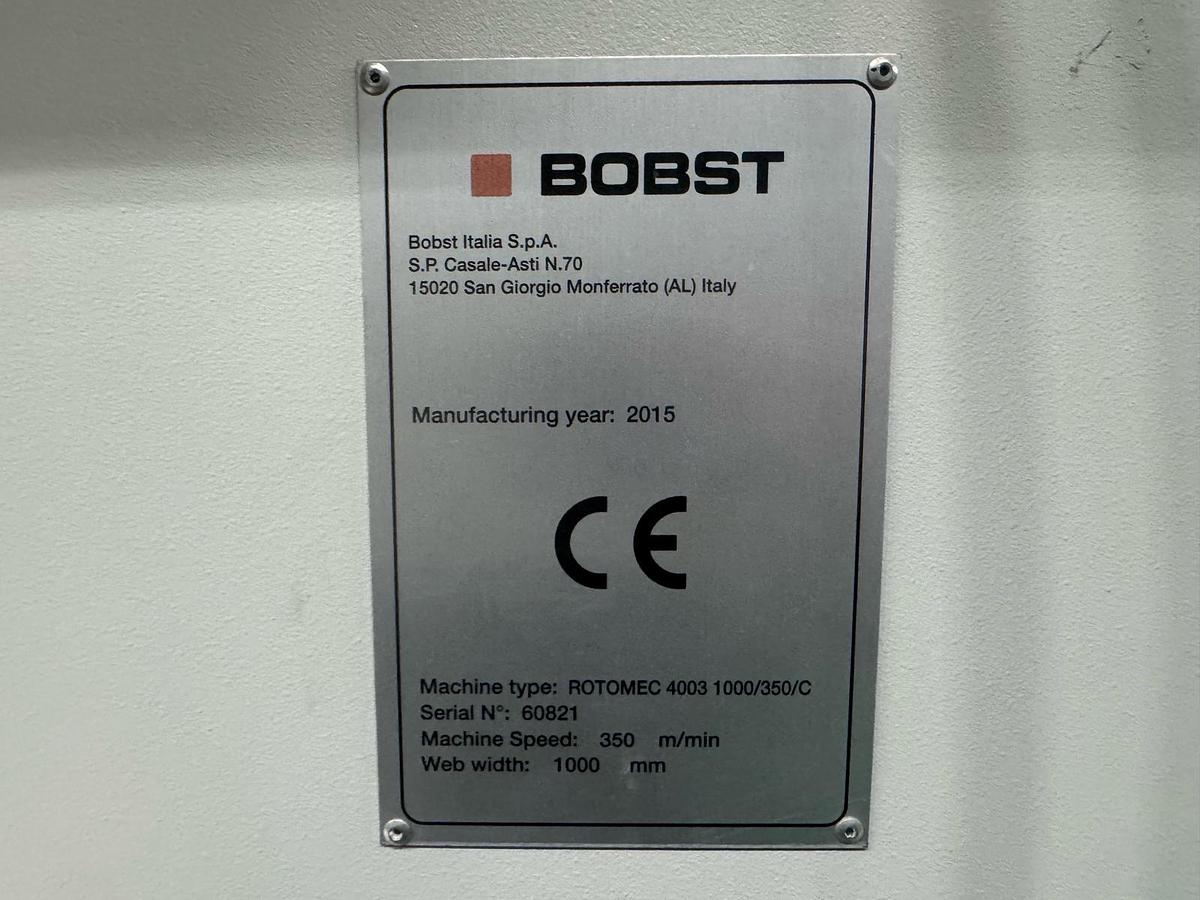 BOBST
Bobst Italia S.p.A.
S.P. Casale-Asti N.70
15020 San Giorgio Monferrato (AL) Italy
Manufacturing year: 2015
CE
Machine type: ROTOMEC 4003 1000/350/C
Serial N°: 60821
Machine Speed: 350 m/min
Web width: 1000 mm